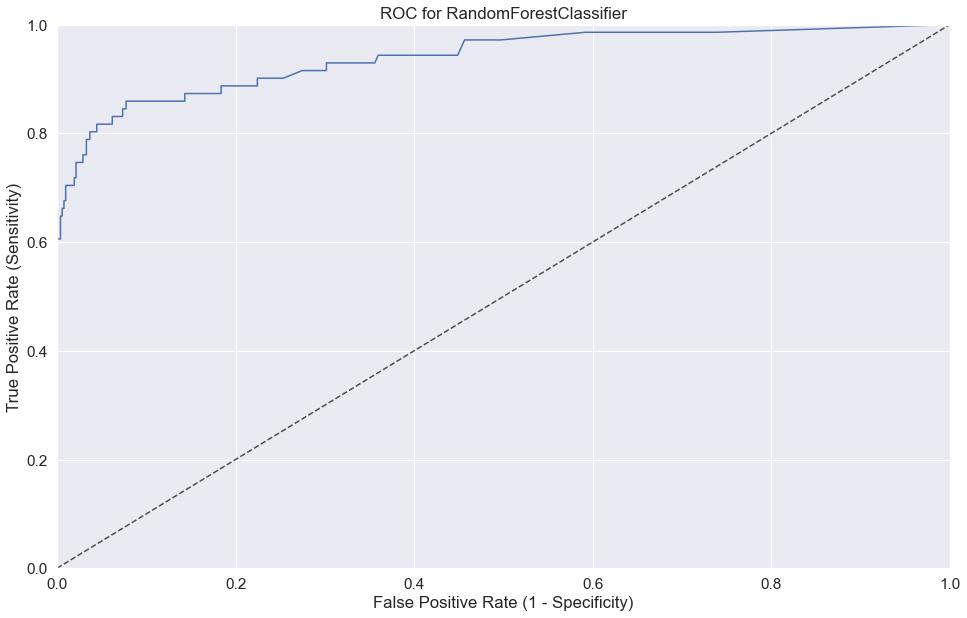 ROC for RandomForestClassifier
True Positive Rate (Sensitivity)
1.0
0.8
0.6
0.4
0.2
0.0
0.0 0.2 0.4 0.6 0.8 1.0
False Positive Rate (1 - Specificity)